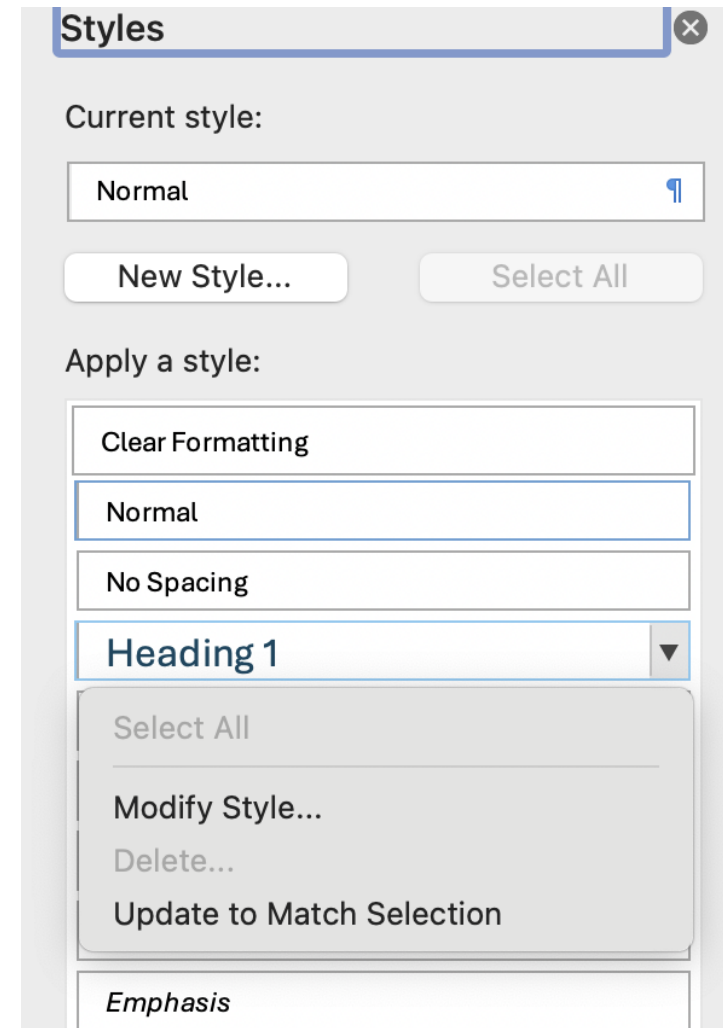 Styles
Current style:
Normal ¶
New Style... Select All
Apply a style:
Clear Formatting
Normal
No Spacing
Heading 1
Select All
Modify Style...
Delete...
Update to Match Selection
Emphasis